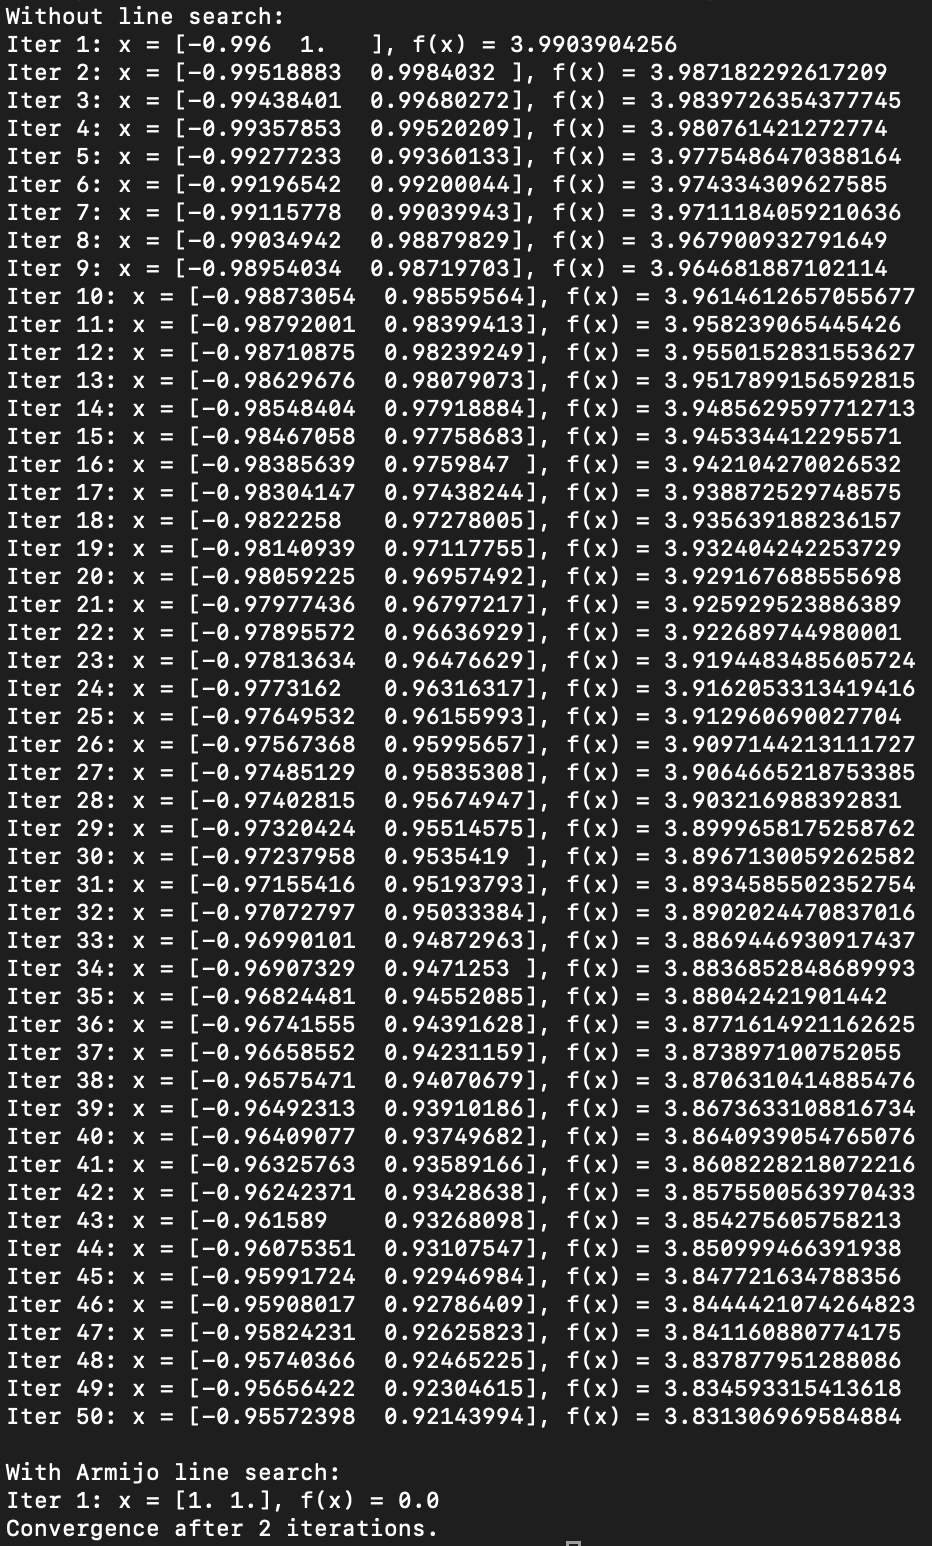 Without line search:
Iter 1: x = [-0.996  1.   ], f(x) = 3.9903904256
Iter 2: x = [-0.99518883  0.9984032 ], f(x) = 3.987182292617209
Iter 3: x = [-0.99438401  0.99680272], f(x) = 3.9839726354377745
Iter 4: x = [-0.99357853  0.99520209], f(x) = 3.980761421272774
Iter 5: x = [-0.99277233  0.99360133], f(x) = 3.9775486470388164
Iter 6: x = [-0.99196542  0.99200044], f(x) = 3.974334309627585
Iter 7: x = [-0.99115778  0.99039943], f(x) = 3.9711184059210636
Iter 8: x = [-0.99034942  0.98879829], f(x) = 3.967900932791649
Iter 9: x = [-0.98954034  0.98719703], f(x) = 3.964681887102114
Iter 10: x = [-0.98873054  0.98559564], f(x) = 3.9614612657055677
Iter 11: x = [-0.98792001  0.98399413], f(x) = 3.958239065445426
Iter 12: x = [-0.98710875  0.98239249], f(x) = 3.9550152831553627
Iter 13: x = [-0.98629676  0.98079073], f(x) = 3.9517899156592815
Iter 14: x = [-0.98548404  0.97918884], f(x) = 3.9485629597712713
Iter 15: x = [-0.98467058  0.97758683], f(x) = 3.945334412295571
Iter 16: x = [-0.98385639  0.9759847 ], f(x) = 3.942104270026532
Iter 17: x = [-0.98304147  0.97438244], f(x) = 3.938872529748575
Iter 18: x = [-0.9822258   0.97278005], f(x) = 3.935639188236157
Iter 19: x = [-0.98140939  0.97117755], f(x) = 3.932404242253729
Iter 20: x = [-0.98059225  0.96957492], f(x) = 3.929167688555698
Iter 21: x = [-0.97977436  0.96797217], f(x) = 3.925929523886389
Iter 22: x = [-0.97895572  0.96636929], f(x) = 3.922689744980001
Iter 23: x = [-0.97813634  0.96476629], f(x) = 3.9194483485605724
Iter 24: x = [-0.9773162   0.96316317], f(x) = 3.9162053313419416
Iter 25: x = [-0.97649532  0.96155993], f(x) = 3.912960690027704
Iter 26: x = [-0.97567368  0.95995657], f(x) = 3.9097144213111727
Iter 27: x = [-0.97485129  0.95835308], f(x) = 3.9064665218753385
Iter 28: x = [-0.97402815  0.95674947], f(x) = 3.903216988392831
Iter 29: x = [-0.97320424  0.95514575], f(x) = 3.8999658175258762
Iter 30: x = [-0.97237958  0.9535419 ], f(x) = 3.8967130059262582
Iter 31: x = [-0.97155416  0.95193793], f(x) = 3.8934585502352754
Iter 32: x = [-0.97072797  0.95033384], f(x) = 3.8902024470837016
Iter 33: x = [-0.96990101  0.94872963], f(x) = 3.8869446930917437
Iter 34: x = [-0.96907329  0.9471253 ], f(x) = 3.8836852848689993
Iter 35: x = [-0.96824481  0.94552085], f(x) = 3.88042421901442
Iter 36: x = [-0.96741555  0.94391628], f(x) = 3.8771614921162625
Iter 37: x = [-0.96658552  0.94231159], f(x) = 3.873897100752055
Iter 38: x = [-0.96575471  0.94070679], f(x) = 3.8706310414885476
Iter 39: x = [-0.96492313  0.93910186], f(x) = 3.8673633108816734
Iter 40: x = [-0.96409077  0.93749682], f(x) = 3.8640939054765076
Iter 41: x = [-0.96325763  0.93589166], f(x) = 3.8608228218072216
Iter 42: x = [-0.96242371  0.93428638], f(x) = 3.8575500563970433
Iter 43: x = [-0.961589    0.93268098], f(x) = 3.854275605758213
Iter 44: x = [-0.96075351  0.93107547], f(x) = 3.850999466391938
Iter 45: x = [-0.95991724  0.92946984], f(x) = 3.847721634788356
Iter 46: x = [-0.95908017  0.92786409], f(x) = 3.8444421074264823
Iter 47: x = [-0.95824231  0.92625823], f(x) = 3.841160880774175
Iter 48: x = [-0.95740366  0.92465225], f(x) = 3.837877951288086
Iter 49: x = [-0.95656422  0.92304615], f(x) = 3.834593315413618
Iter 50: x = [-0.95572398  0.92143994], f(x) = 3.831306969584884

With Armijo line search:
Iter 1: x = [1. 1.], f(x) = 0.0
Convergence after 2 iterations.